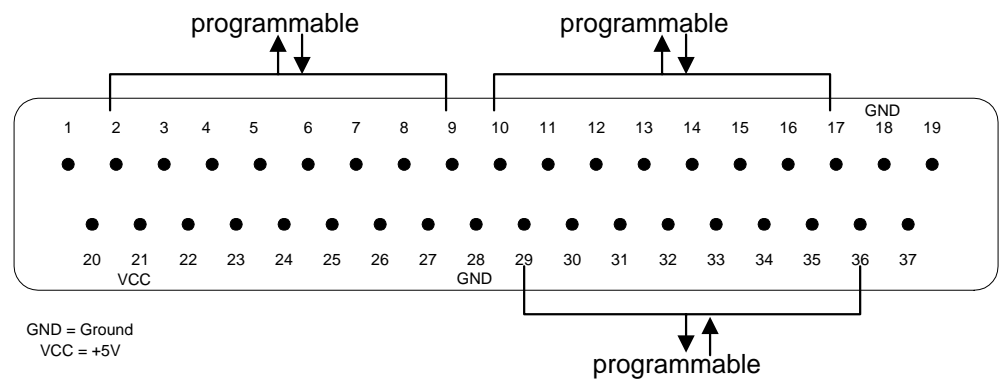 programmable programmable
GND
1 2 3 4 5 6 7 8 9 10 11 12 13 14 15 16 17 18 19
20 21 22 23 24 25 26 27 28 29 30 31 32 33 34 35 36 37
VCC GND
GND = Ground
VCC = +5V
programmable